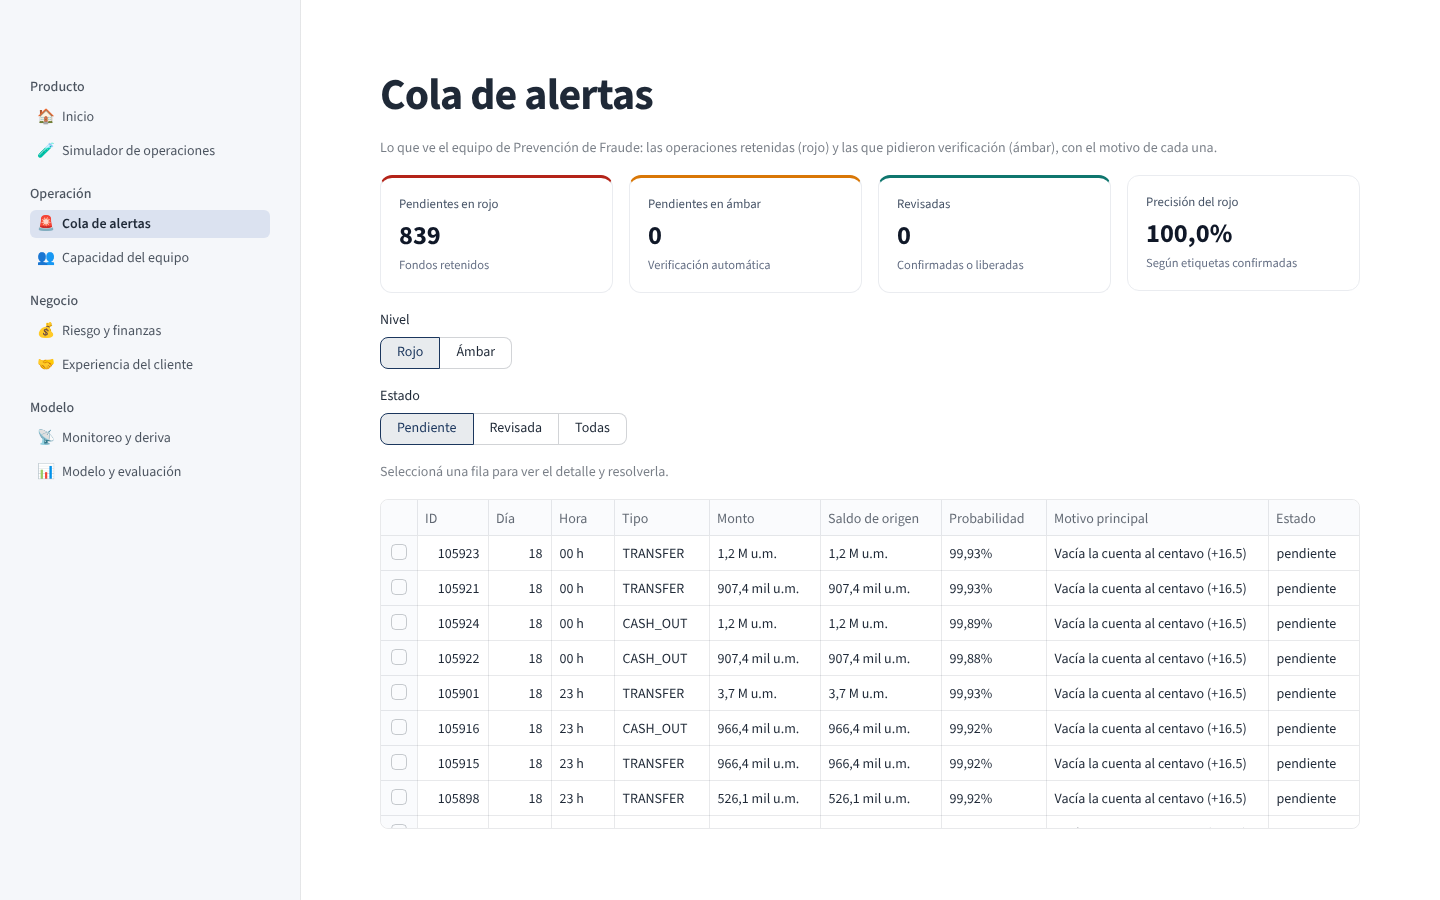 Producto
🏠 Inicio
🧪 Simulador de operaciones
Operación
🚨 Cola de alertas
👥 Capacidad del equipo
Negocio
💰 Riesgo y finanzas
🤝 Experiencia del cliente
Modelo
📡 Monitoreo y deriva
📊 Modelo y evaluación
Cola de alertas
Lo que ve el equipo de Prevención de Fraude: las operaciones retenidas (rojo) y las que pidieron verificación (ámbar), con el motivo de cada una.
Pendientes en rojo
839
Fondos retenidos
Pendientes en ámbar
0
Verificación automática
Revisadas
0
Confirmadas o liberadas
Precisión del rojo
100,0%
Según etiquetas confirmadas
Nivel
Rojo Ámbar
Estado
Pendiente Revisada Todas
Seleccioná una fila para ver el detalle y resolverla.
ID Día Hora Tipo Monto Saldo de origen Probabilidad Motivo principal Estado
105923 18 00 h TRANSFER 1,2 M u.m. 1,2 M u.m. 99,93% Vacía la cuenta al centavo (+16.5) pendiente
105921 18 00 h TRANSFER 907,4 mil u.m. 907,4 mil u.m. 99,93% Vacía la cuenta al centavo (+16.5) pendiente
105924 18 00 h CASH_OUT 1,2 M u.m. 1,2 M u.m. 99,89% Vacía la cuenta al centavo (+16.5) pendiente
105922 18 00 h CASH_OUT 907,4 mil u.m. 907,4 mil u.m. 99,88% Vacía la cuenta al centavo (+16.5) pendiente
105901 18 23 h TRANSFER 3,7 M u.m. 3,7 M u.m. 99,93% Vacía la cuenta al centavo (+16.5) pendiente
105916 18 23 h CASH_OUT 966,4 mil u.m. 966,4 mil u.m. 99,92% Vacía la cuenta al centavo (+16.5) pendiente
105915 18 23 h TRANSFER 966,4 mil u.m. 966,4 mil u.m. 99,92% Vacía la cuenta al centavo (+16.5) pendiente
105898 18 23 h TRANSFER 526,1 mil u.m. 526,1 mil u.m. 99,92% Vacía la cuenta al centavo (+16.5) pendiente